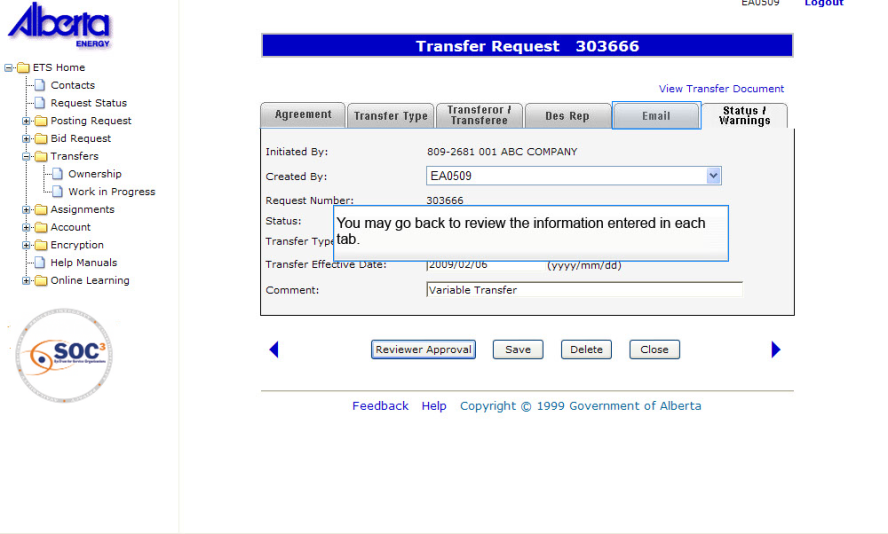 EA0509 Logout
Alberta
ENERGY
Transfer Request 303666
ETS Home
Contacts
Request Status
Posting Request
Bid Request
Transfers
Ownership
Work in Progress
Assignments
Account
Encryption
Help Manuals
Online Learning
SOC3
View Transfer Document
Agreement
Transfer Type
Transferor /
Transferee
Des Rep
Email
Status /
Warnings
Initiated By: 809-2681 001 ABC COMPANY
Created By: EA0509
Request Number: 303666
Status:
You may go back to review the information entered in each
tab.
Transfer Type
Transfer Effective Date: 2009/02/06 (yyyy/mm/dd)
Comment: Variable Transfer
Reviewer Approval Save Delete Close
Feedback Help Copyright © 1999 Government of Alberta